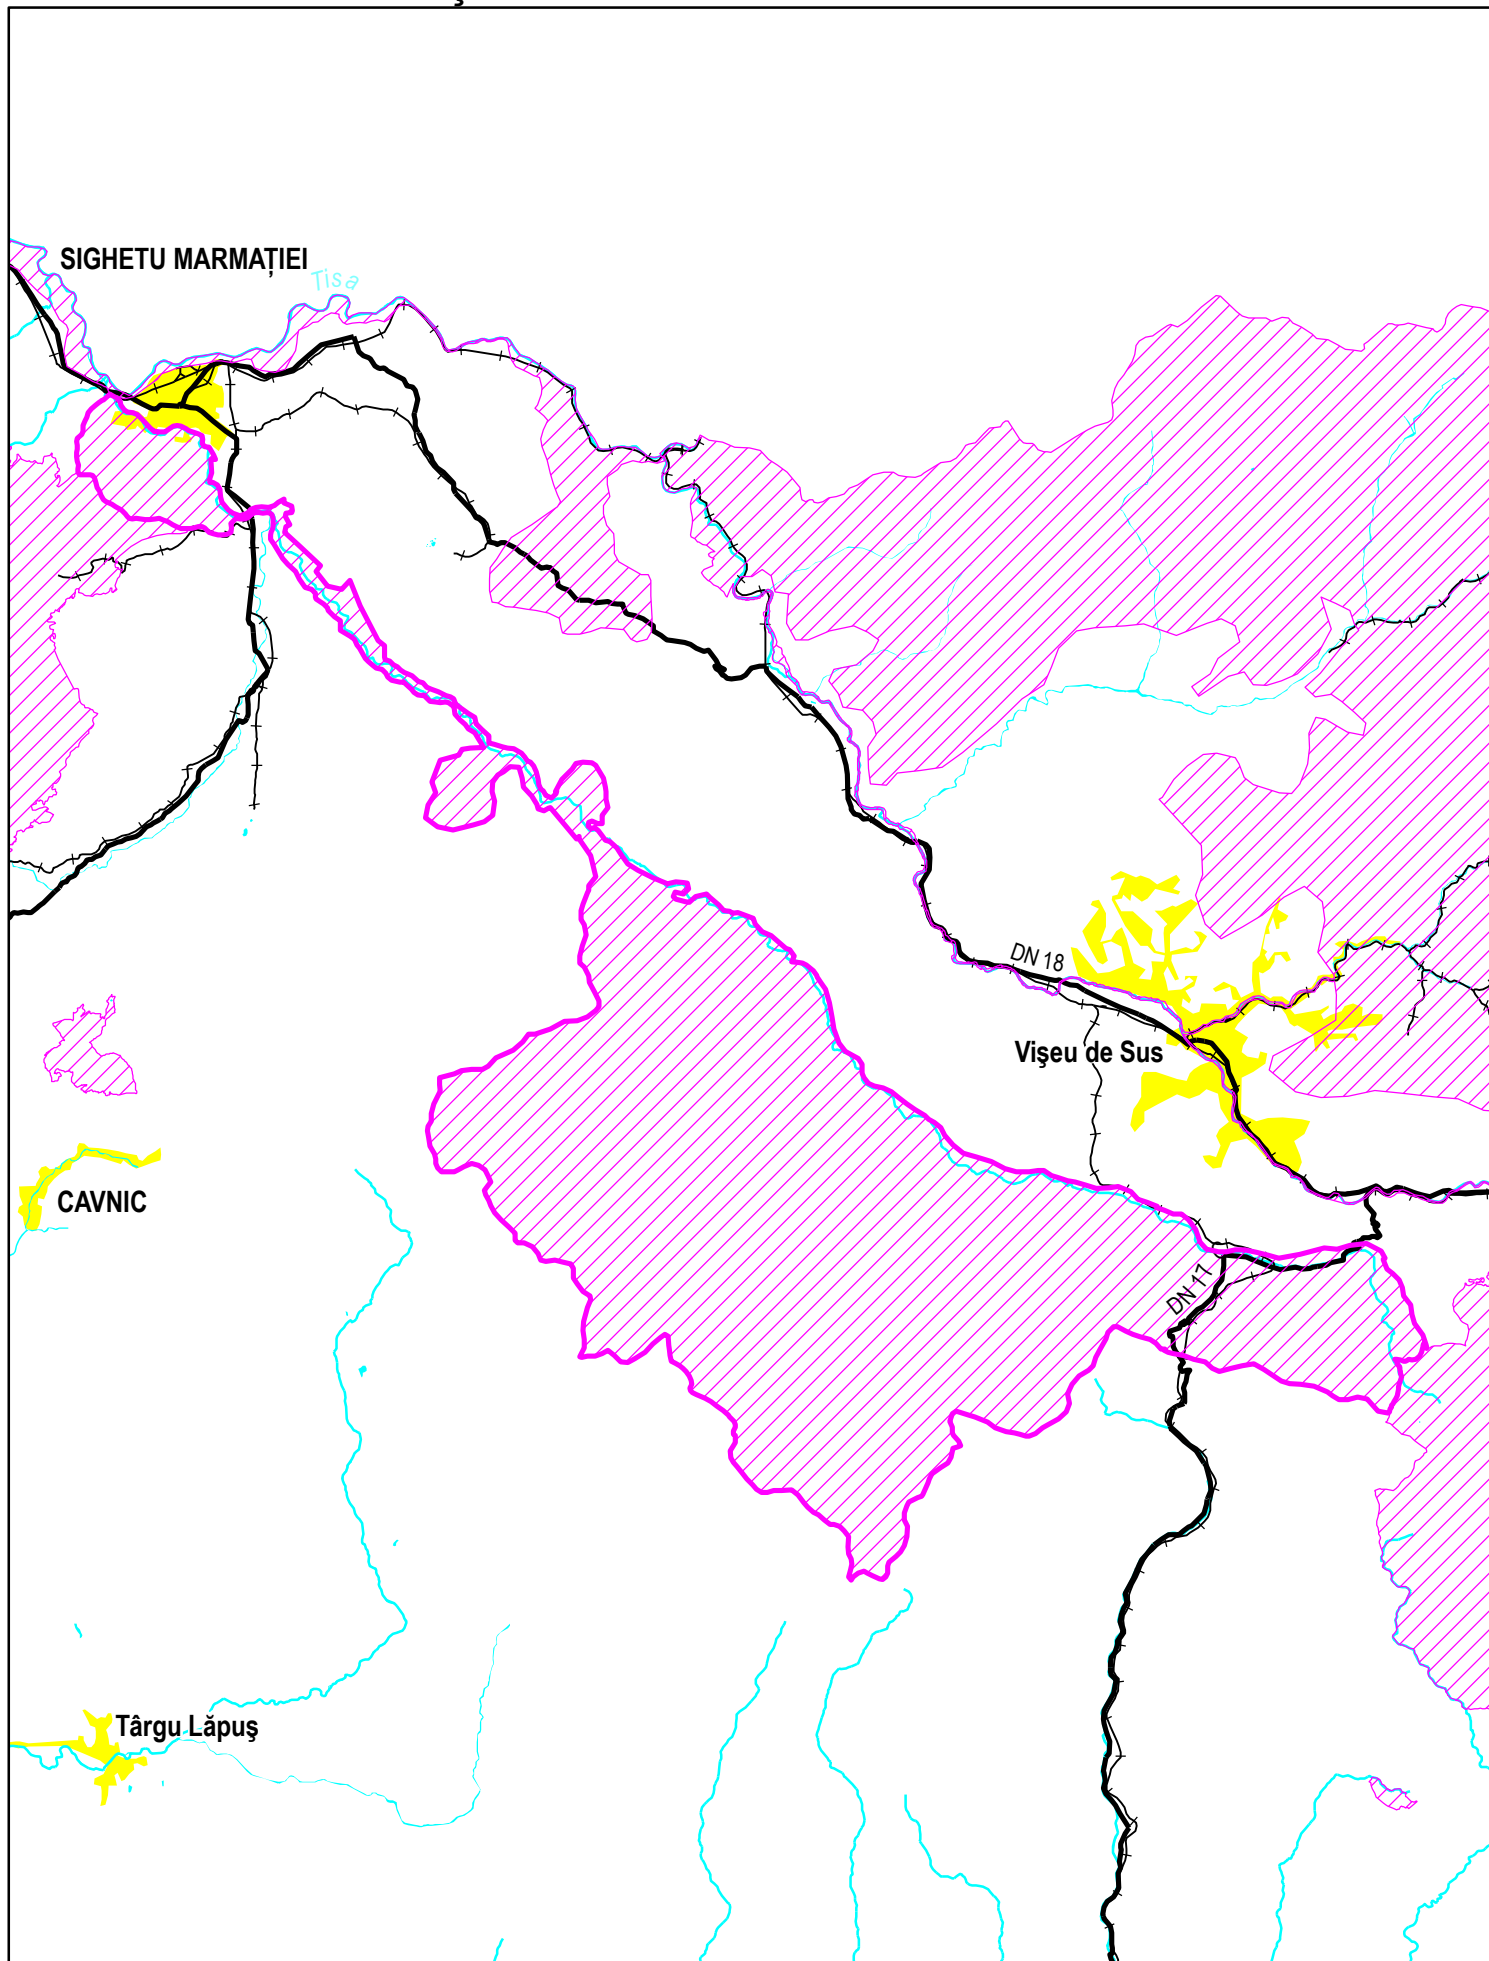 SIGHETU MARMAȚIEI
Tisa
DN 18
Vişeu de Sus
CAVNIC
DN 17
Târgu Lăpuş